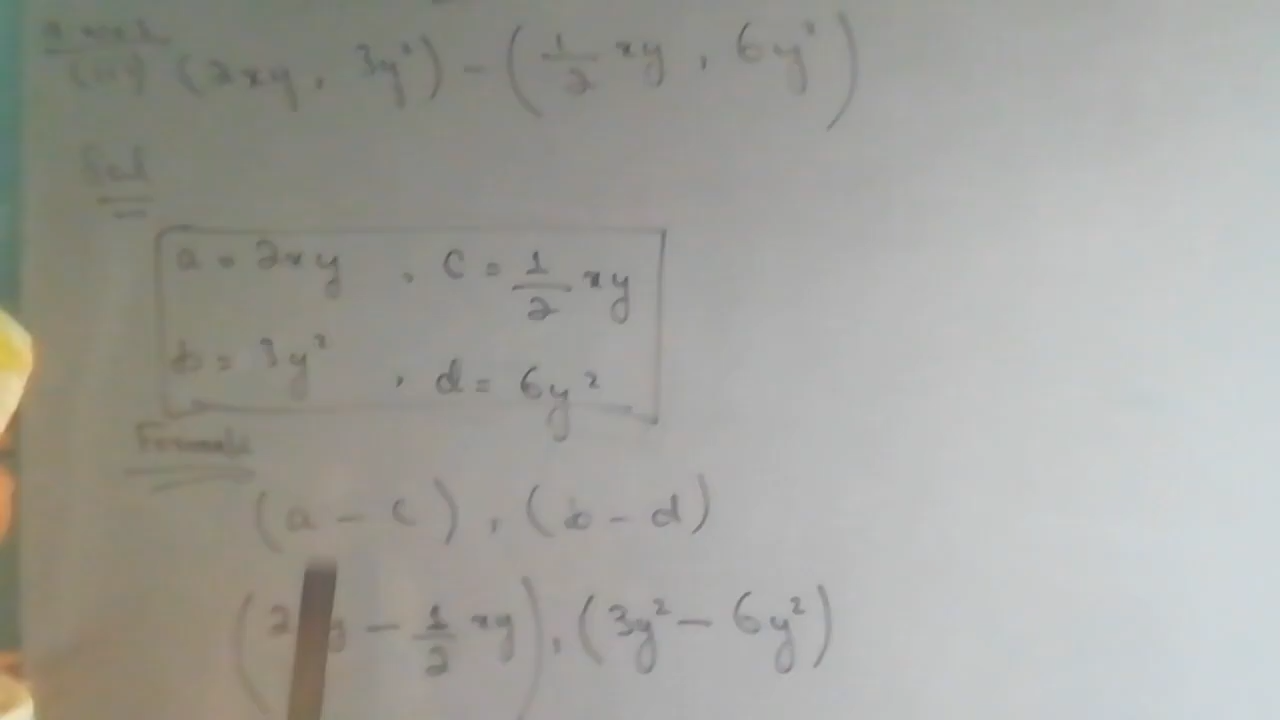 (2xy, 3y²) - (1/2 xy, 6y²)
Sol
a = 2xy, c = 1/2 xy
b = 3y², d = 6y²
Formula
(a - c), (b - d)
(2 y - 1/2 xy), (3y² - 6y²)